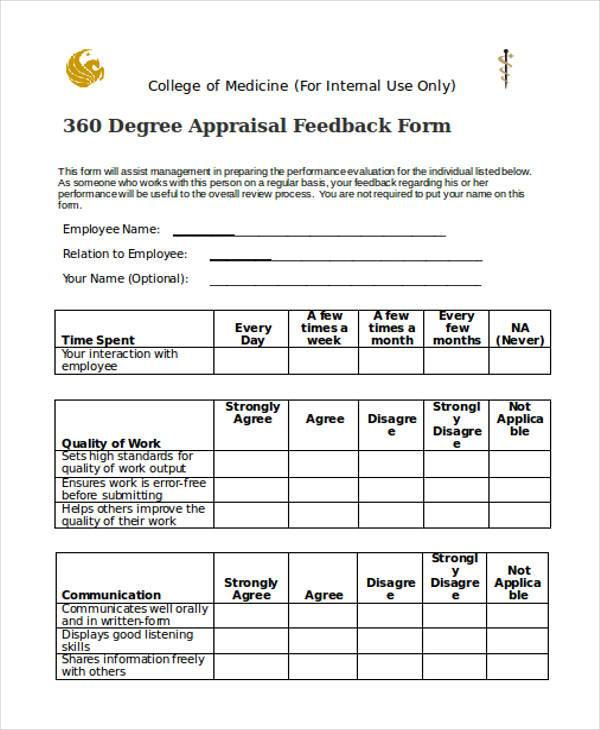 College of Medicine (For Internal Use Only)
360 Degree Appraisal Feedback Form
This form will assist management in preparing the performance evaluation for the individual listed below.
As someone who works with this person on a regular basis, your feedback regarding his or her
performance will be useful to the overall review process. You are not required to put your name on this
form.
Employee Name:
Relation to Employee:
Your Name (Optional):
Time Spent
Every
Day
A few
times a
week
A few
times a
month
Every
few
months
NA
(Never)
Your interaction with
employee
Quality of Work
Strongly
Agree
Agree
Disagre
e
Strongl
y
Disagre
e
Not
Applica
ble
Sets high standards for
quality of work output
Ensures work is error-free
before submitting
Helps others improve the
quality of their work
Communication
Strongly
Agree
Agree
Disagre
e
Strongl
y
Disagre
e
Not
Applica
ble
Communicates well orally
and in written-form
Displays good listening
skills
Shares information freely
with others